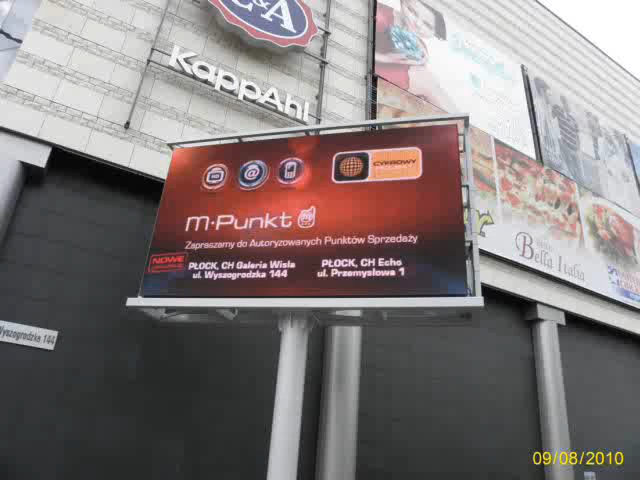 C&A
KappAhl
CYFROWY
M·Punkt
Zapraszamy do Autoryzowanych Punktów Sprzedaży
NOWE
PŁOCK, CH Galeria Wisła
ul. Wyszogrodzka 144
PŁOCK, CH Echo
ul. Przemysłowa 1
Bella Italia
Wyszogrodzka 144
09/08/2010